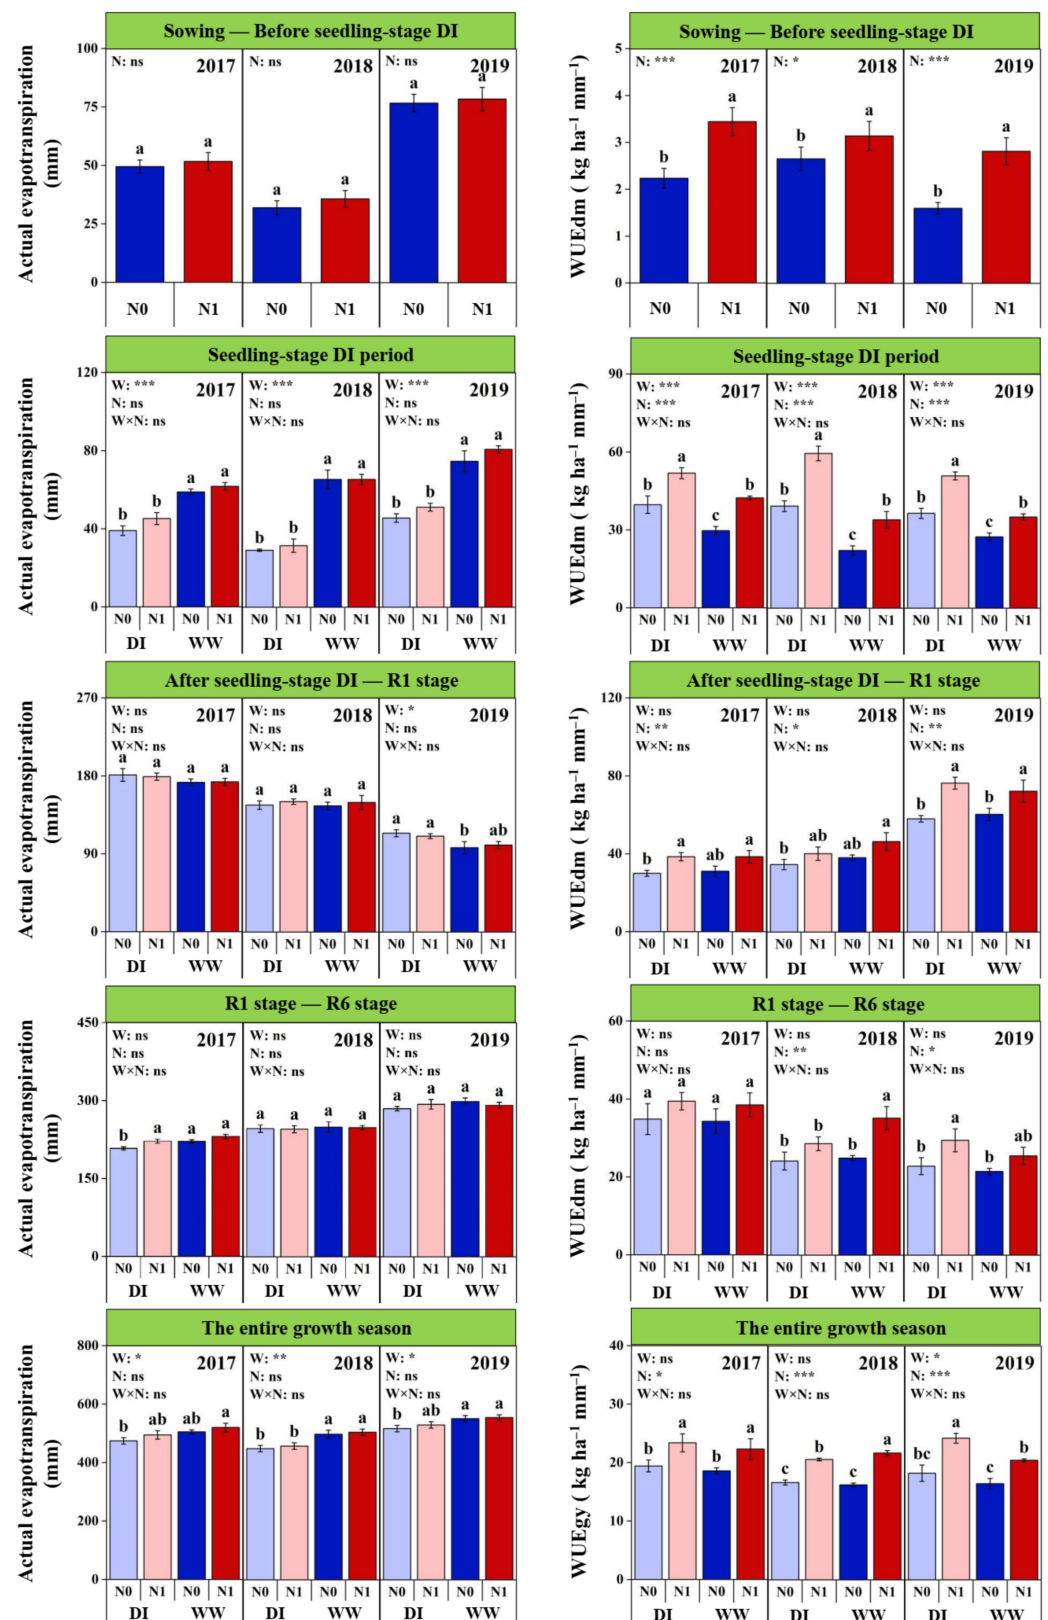 Sowing — Before seedling-stage DI
Actual evapotranspiration
(mm)
100
75
50
25
0
N: ns 2017
a a
N: ns 2018
a a
N: ns 2019
a a
N0 N1 N0 N1 N0 N1
Sowing — Before seedling-stage DI
WUEdm ( kg ha⁻¹ mm⁻¹)
5
4
3
2
1
0
N: *** 2017
b a
N: * 2018
b a
N: *** 2019
b a
N0 N1 N0 N1 N0 N1
Seedling-stage DI period
Actual evapotranspiration
(mm)
120
80
40
0
W: *** 2017
N: ns
W×N: ns
b b a a
W: *** 2018
N: ns
W×N: ns
b b a a
W: *** 2019
N: ns
W×N: ns
b b a a
N0 N1 N0 N1 N0 N1 N0 N1 N0 N1 N0 N1
DI WW DI WW DI WW
Seedling-stage DI period
WUEdm ( kg ha⁻¹ mm⁻¹)
90
60
30
0
W: *** 2017
N: ***
W×N: ns
b a c b
W: *** 2018
N: ***
W×N: ns
b a c b
W: *** 2019
N: ***
W×N: ns
b a c b
N0 N1 N0 N1 N0 N1 N0 N1 N0 N1 N0 N1
DI WW DI WW DI WW
After seedling-stage DI — R1 stage
Actual evapotranspiration
(mm)
270
180
90
0
W: ns 2017
N: ns
W×N: ns
a a a a
W: ns 2018
N: ns
W×N: ns
a a a a
W: * 2019
N: ns
W×N: ns
a a b ab
N0 N1 N0 N1 N0 N1 N0 N1 N0 N1 N0 N1
DI WW DI WW DI WW
After seedling-stage DI — R1 stage
WUEdm ( kg ha⁻¹ mm⁻¹)
120
80
40
0
W: ns 2017
N: **
W×N: ns
b a ab a
W: ns 2018
N: *
W×N: ns
b ab ab a
W: ns 2019
N: **
W×N: ns
b a b a
N0 N1 N0 N1 N0 N1 N0 N1 N0 N1 N0 N1
DI WW DI WW DI WW
R1 stage — R6 stage
Actual evapotranspiration
(mm)
450
300
150
0
W: ns 2017
N: ns
W×N: ns
b a a a
W: ns 2018
N: ns
W×N: ns
a a a a
W: ns 2019
N: ns
W×N: ns
a a a a
N0 N1 N0 N1 N0 N1 N0 N1 N0 N1 N0 N1
DI WW DI WW DI WW
R1 stage — R6 stage
WUEdm ( kg ha⁻¹ mm⁻¹)
60
40
20
0
W: ns 2017
N: ns
W×N: ns
a a a a
W: ns 2018
N: **
W×N: ns
b b b a
W: ns 2019
N: *
W×N: ns
b a b ab
N0 N1 N0 N1 N0 N1 N0 N1 N0 N1 N0 N1
DI WW DI WW DI WW
The entire growth season
Actual evapotranspiration
(mm)
800
600
400
200
0
W: * 2017
N: ns
W×N: ns
b ab ab a
W: ** 2018
N: ns
W×N: ns
b b a a
W: * 2019
N: ns
W×N: ns
b ab a a
N0 N1 N0 N1 N0 N1 N0 N1 N0 N1 N0 N1
DI WW DI WW DI WW
The entire growth season
WUEgy ( kg ha⁻¹ mm⁻¹)
40
30
20
10
0
W: ns 2017
N: *
W×N: ns
b a b a
W: ns 2018
N: ***
W×N: ns
c b c a
W: * 2019
N: ***
W×N: ns
bc a c b
N0 N1 N0 N1 N0 N1 N0 N1 N0 N1 N0 N1
DI WW DI WW DI WW